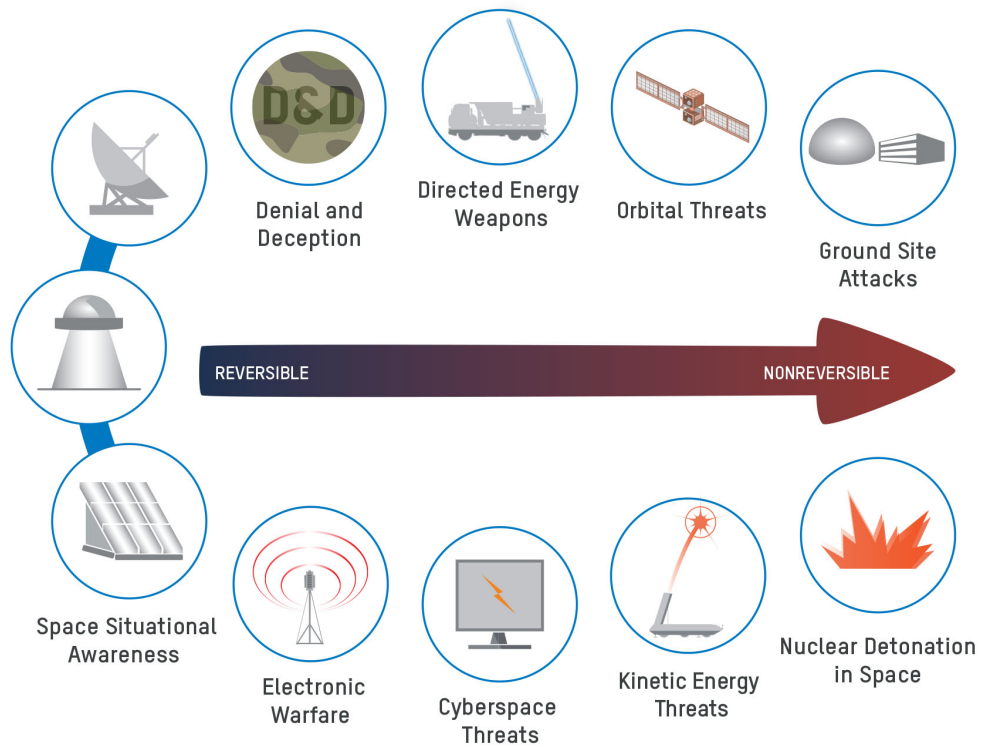 D&D
Denial and
Deception
Directed Energy
Weapons
Orbital Threats
Ground Site
Attacks
REVERSIBLE
NONREVERSIBLE
Space Situational
Awareness
Electronic
Warfare
Cyberspace
Threats
Kinetic Energy
Threats
Nuclear Detonation
in Space